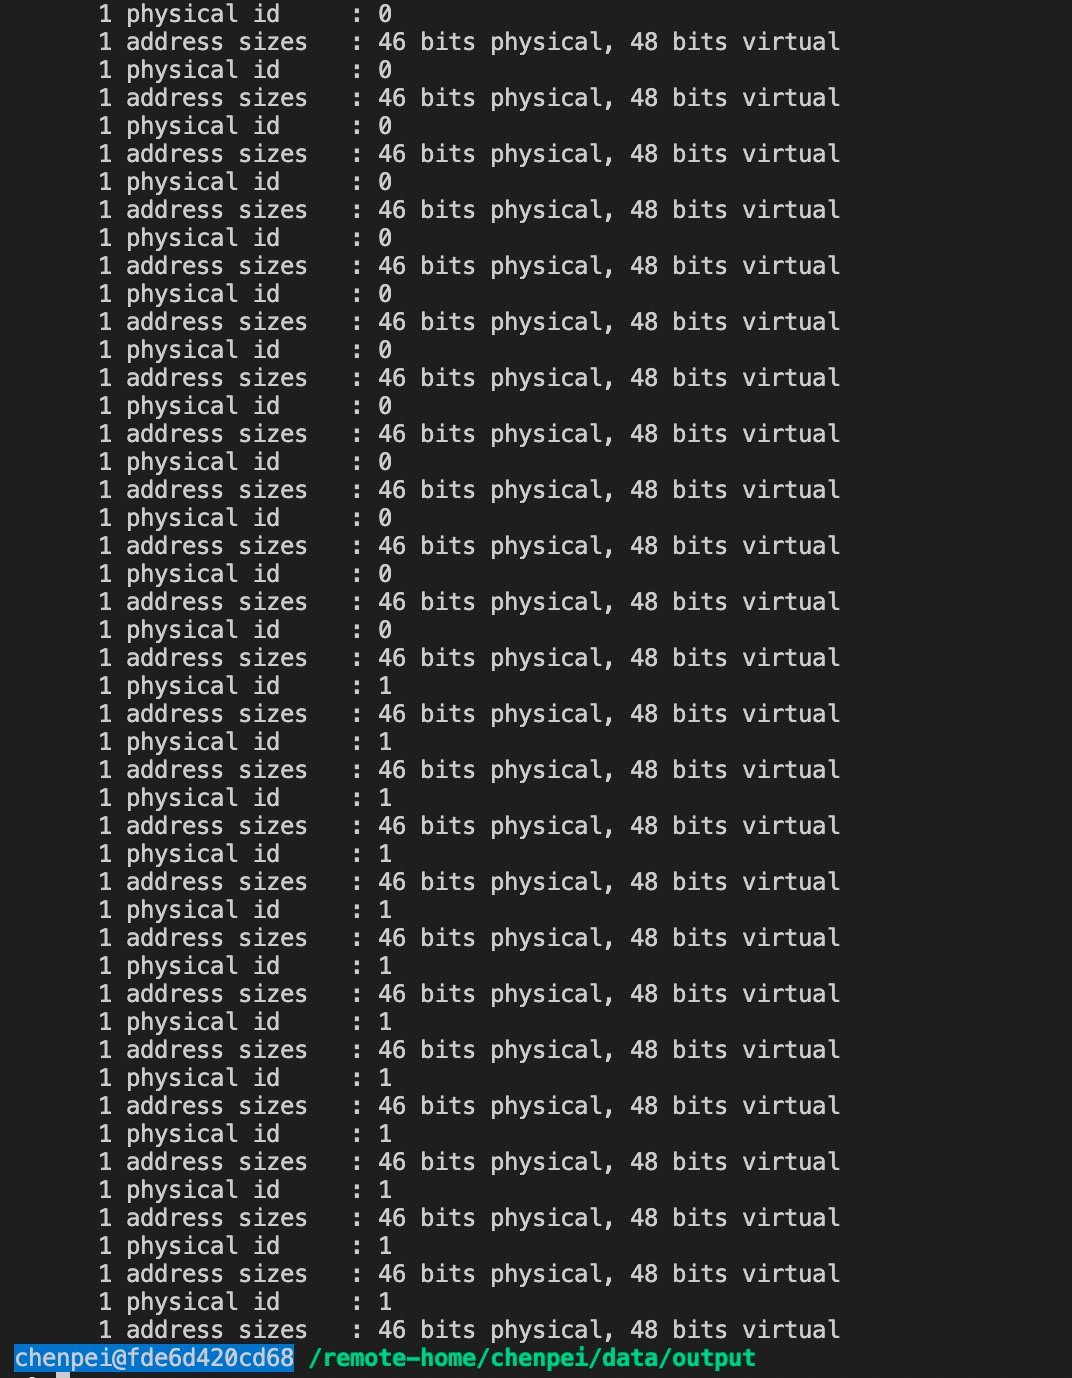 1 physical id : 0
1 address sizes : 46 bits physical, 48 bits virtual
1 physical id : 0
1 address sizes : 46 bits physical, 48 bits virtual
1 physical id : 0
1 address sizes : 46 bits physical, 48 bits virtual
1 physical id : 0
1 address sizes : 46 bits physical, 48 bits virtual
1 physical id : 0
1 address sizes : 46 bits physical, 48 bits virtual
1 physical id : 0
1 address sizes : 46 bits physical, 48 bits virtual
1 physical id : 0
1 address sizes : 46 bits physical, 48 bits virtual
1 physical id : 0
1 address sizes : 46 bits physical, 48 bits virtual
1 physical id : 0
1 address sizes : 46 bits physical, 48 bits virtual
1 physical id : 0
1 address sizes : 46 bits physical, 48 bits virtual
1 physical id : 0
1 address sizes : 46 bits physical, 48 bits virtual
1 physical id : 0
1 address sizes : 46 bits physical, 48 bits virtual
1 physical id : 1
1 address sizes : 46 bits physical, 48 bits virtual
1 physical id : 1
1 address sizes : 46 bits physical, 48 bits virtual
1 physical id : 1
1 address sizes : 46 bits physical, 48 bits virtual
1 physical id : 1
1 address sizes : 46 bits physical, 48 bits virtual
1 physical id : 1
1 address sizes : 46 bits physical, 48 bits virtual
1 physical id : 1
1 address sizes : 46 bits physical, 48 bits virtual
1 physical id : 1
1 address sizes : 46 bits physical, 48 bits virtual
1 physical id : 1
1 address sizes : 46 bits physical, 48 bits virtual
1 physical id : 1
1 address sizes : 46 bits physical, 48 bits virtual
1 physical id : 1
1 address sizes : 46 bits physical, 48 bits virtual
1 physical id : 1
1 address sizes : 46 bits physical, 48 bits virtual
1 physical id : 1
1 address sizes : 46 bits physical, 48 bits virtual
chenpei@fde6d420cd68 /remote-home/chenpei/data/output